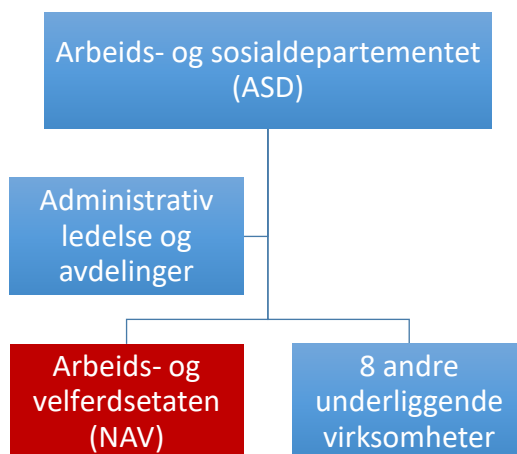 Arbeids- og sosialdepartementet
(ASD)
Administrativ
ledelse og
avdelinger
Arbeids- og
velferdsetaten
(NAV)
8 andre
underliggende
virksomheter